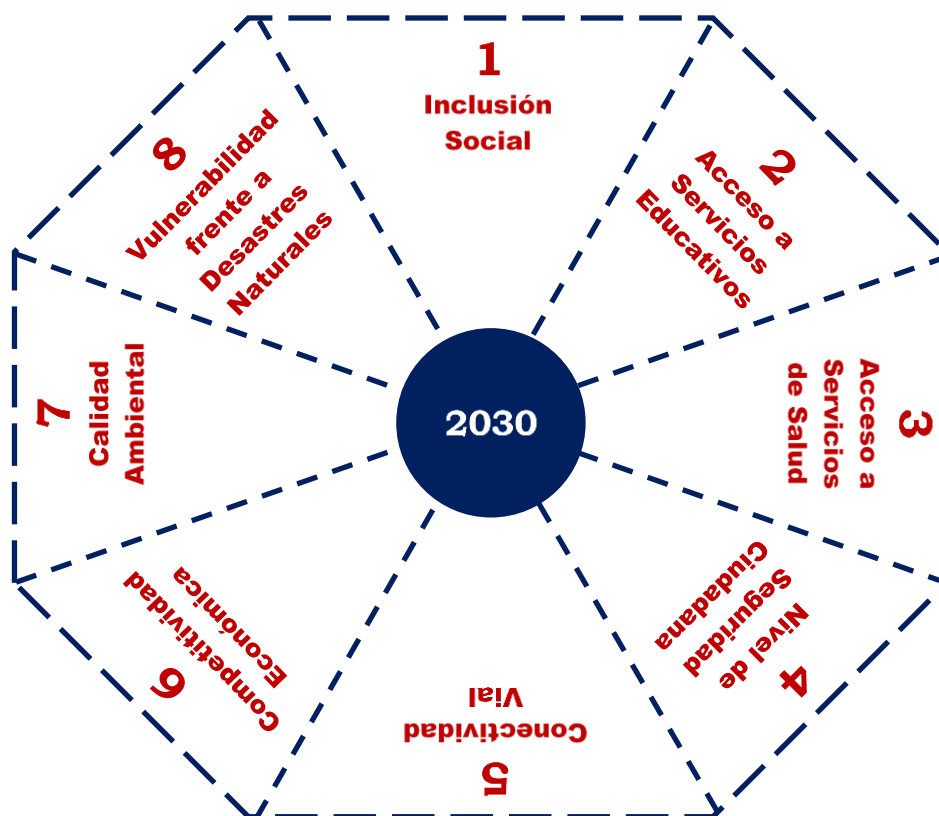 1
Inclusión
Social
2
Acceso a
Servicios
Educativos
3
Acceso a
Servicios
de Salud
4
Nivel de
Seguridad
Ciudadana
5
Conectividad
Vial
6
Competitividad
Económica
7
Calidad
Ambiental
8
Vulnerabilidad
frente a
Desastres
Naturales
2030